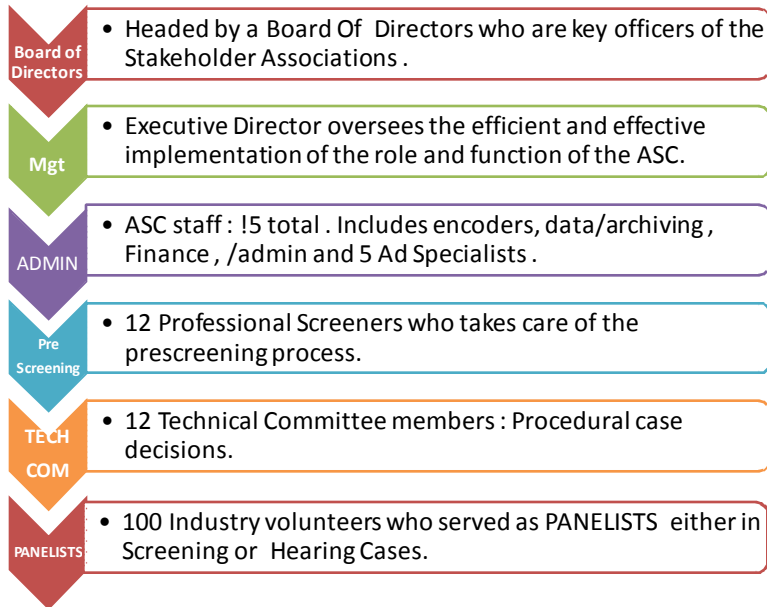 Board of
Directors
• Headed by a Board Of Directors who are key officers of the
Stakeholder Associations .
Mgt
• Executive Director oversees the efficient and effective
implementation of the role and function of the ASC.
ADMIN
• ASC staff : !5 total . Includes encoders, data/archiving ,
Finance , /admin and 5 Ad Specialists .
Pre
Screening
• 12 Professional Screeners who takes care of the
prescreening process.
TECH
COM
• 12 Technical Committee members : Procedural case
decisions.
PANELISTS
• 100 Industry volunteers who served as PANELISTS either in
Screening or Hearing Cases.